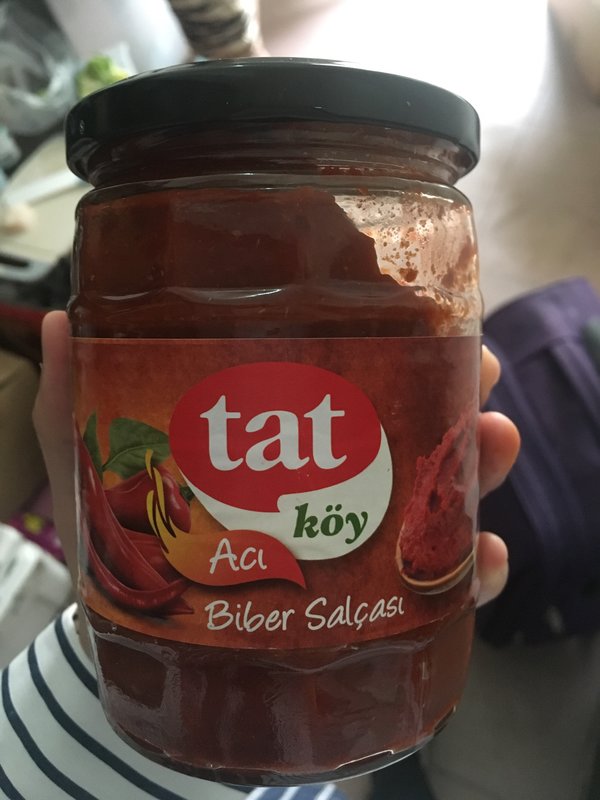 tat
köy
Acı
Biber Salçası